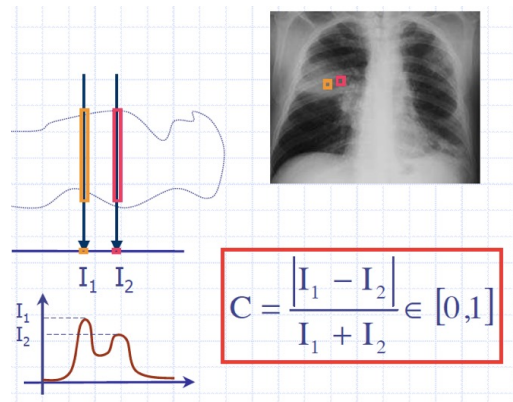 I₁ I₂
I₁
I₂
C = |I₁ − I₂| / (I₁ + I₂) ∈ [0,1]